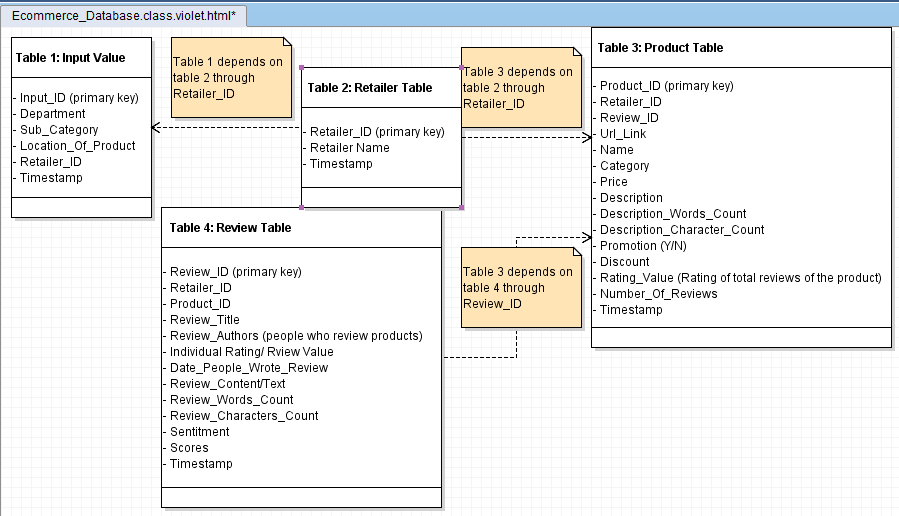 Ecommerce_Database.class.violet.html*
Table 1: Input Value
- Input_ID (primary key)
- Department
- Sub_Category
- Location_Of_Product
- Retailer_ID
- Timestamp
Table 1 depends on
table 2 through
Retailer_ID
Table 2: Retailer Table
- Retailer_ID (primary key)
- Retailer Name
- Timestamp
Table 3 depends on
table 2 through
Retailer_ID
Table 3: Product Table
- Product_ID (primary key)
- Retailer_ID
- Review_ID
- Url_Link
- Name
- Category
- Price
- Description
- Description_Words_Count
- Description_Character_Count
- Promotion (Y/N)
- Discount
- Rating_Value (Rating of total reviews of the product)
- Number_Of_Reviews
- Timestamp
Table 4: Review Table
- Review_ID (primary key)
- Retailer_ID
- Product_ID
- Review_Title
- Review_Authors (people who review products)
- Individual Rating/ Rview Value
- Date_People_Wrote_Review
- Review_Content/Text
- Review_Words_Count
- Review_Characters_Count
- Sentitment
- Scores
- Timestamp
Table 3 depends on
table 4 through
Review_ID